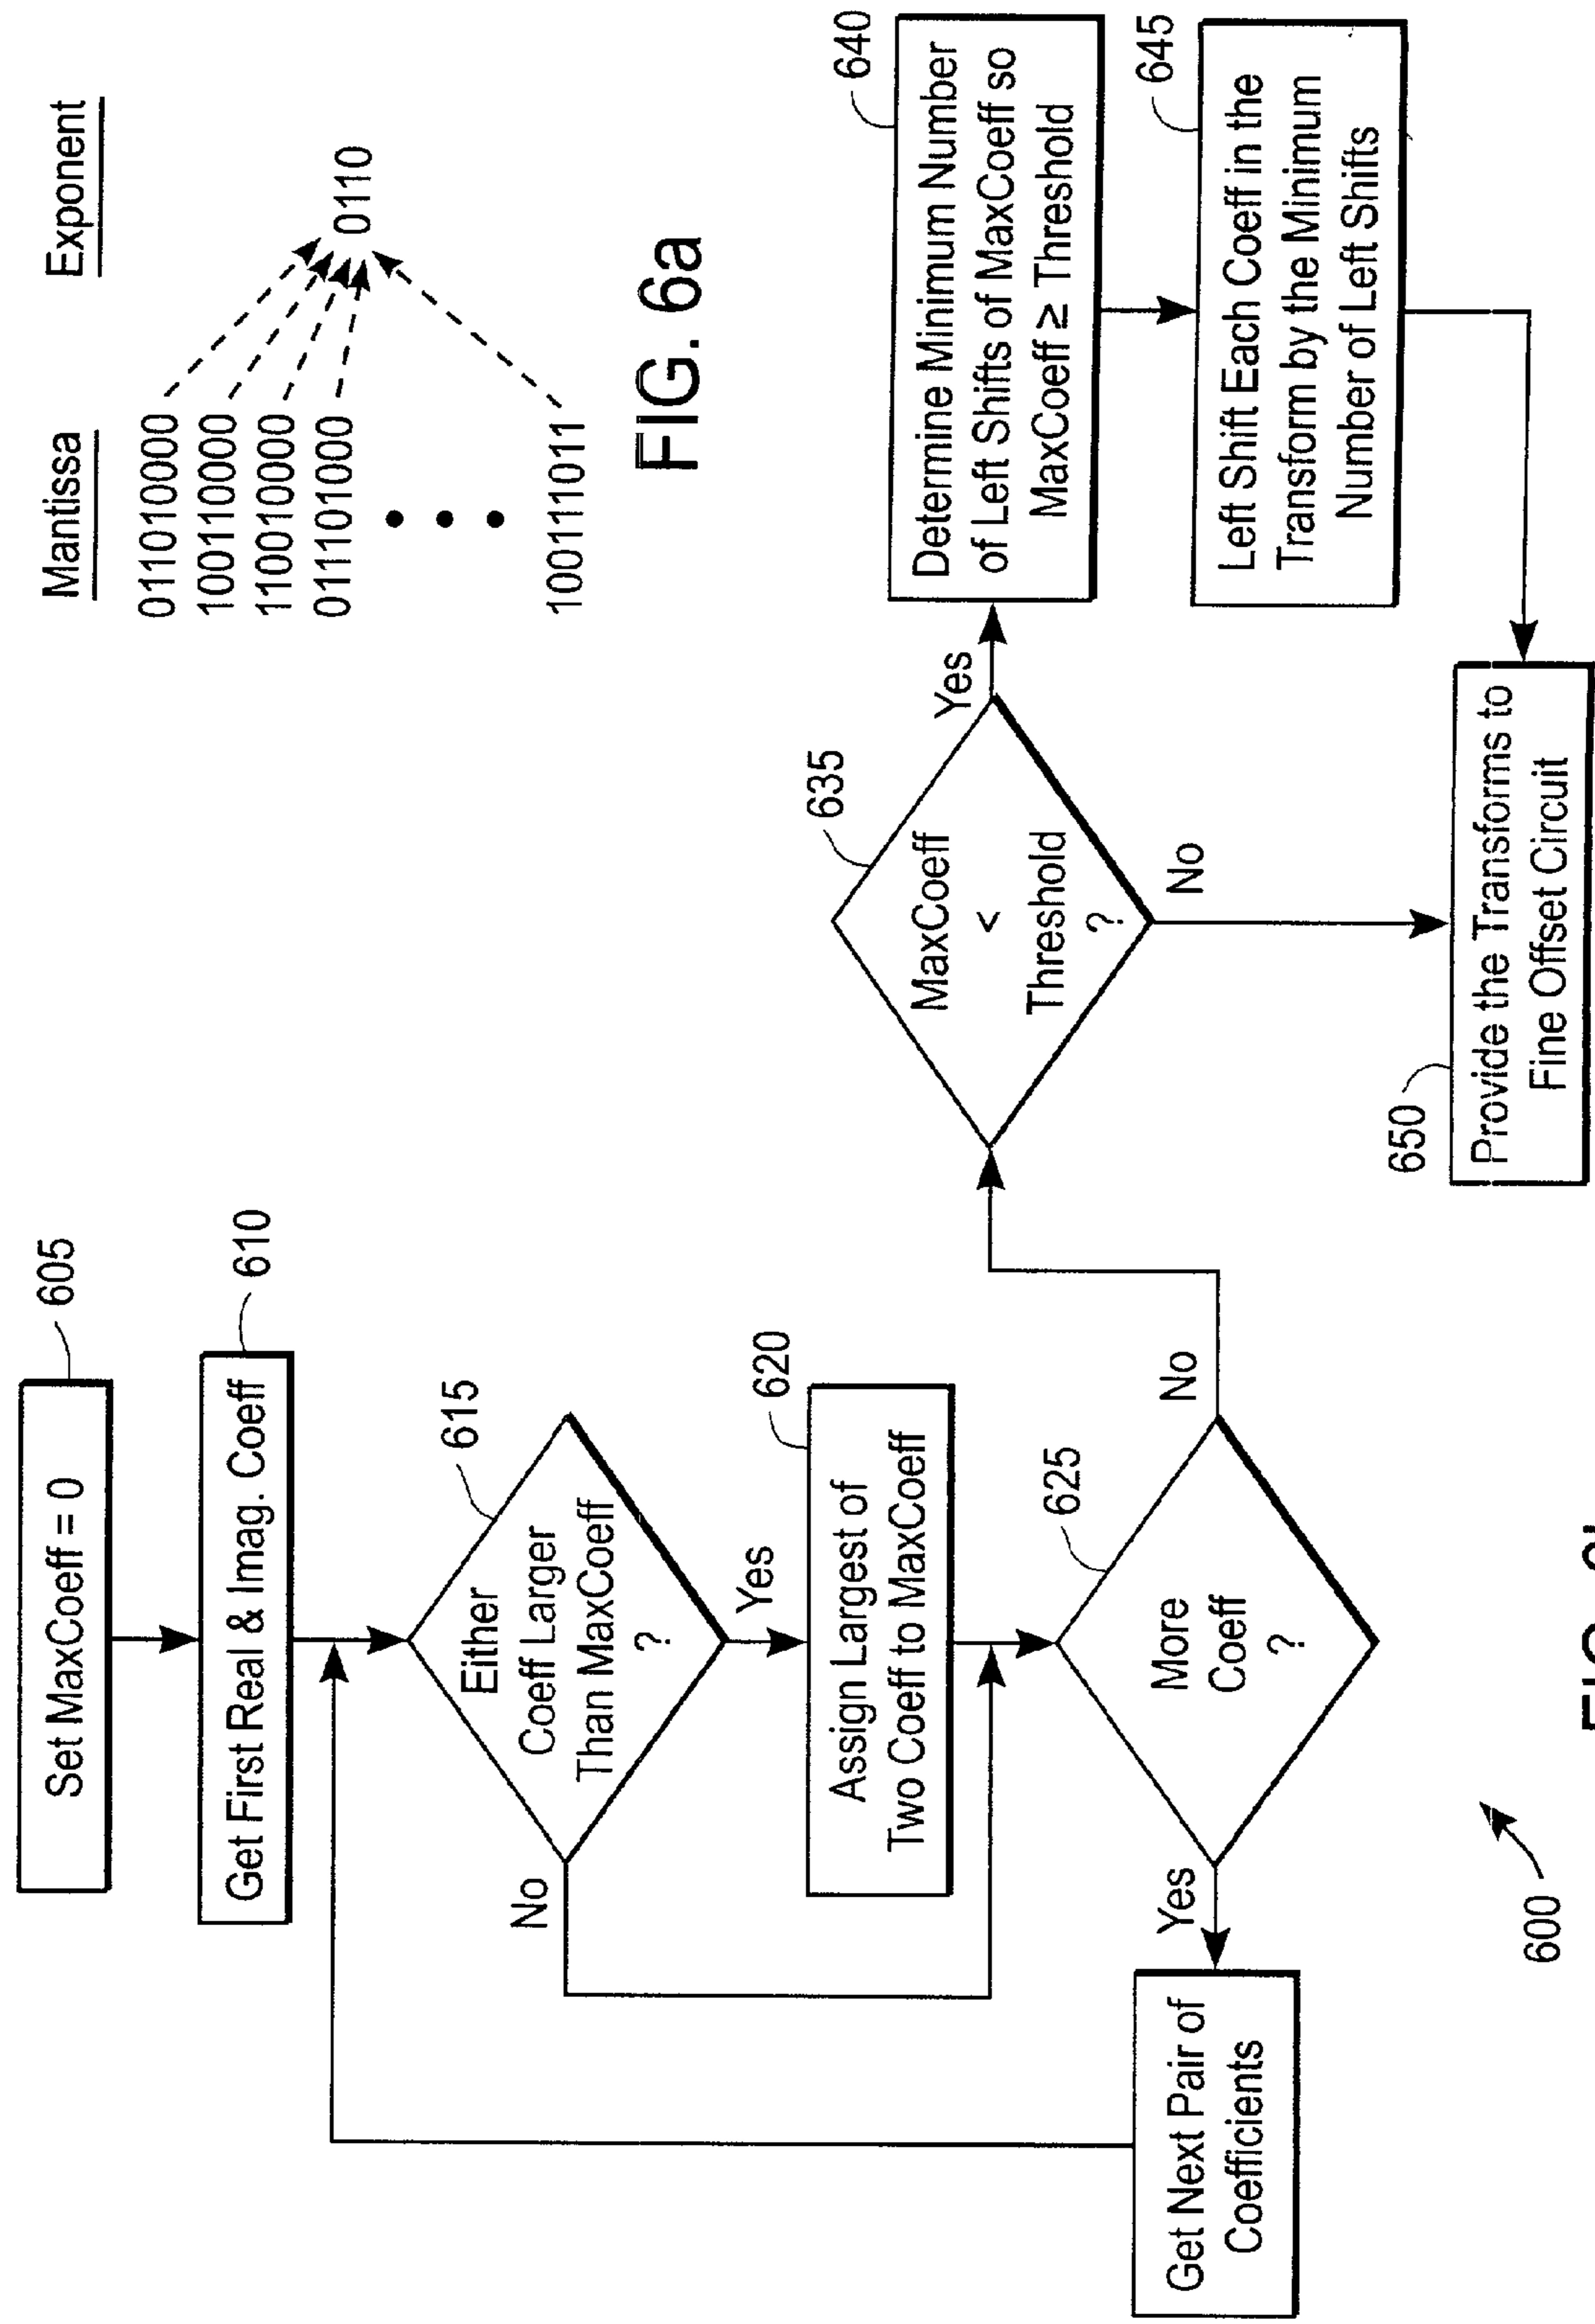 Mantissa
Exponent
011010000
100110000
110010000
011101000
100111011
0110
FIG. 6a
Set MaxCoeff = 0
605
Get First Real & Imag. Coeff
610
Either
Coeff Larger
Than MaxCoeff
?
615
No
Yes
Assign Largest of
Two Coeff to MaxCoeff
620
More
Coeff
?
625
Yes
No
Get Next Pair of
Coefficients
MaxCoeff
<
Threshold
?
635
Yes
No
Determine Minimum Number
of Left Shifts of MaxCoeff so
MaxCoeff ≥ Threshold
640
Left Shift Each Coeff in the
Transform by the Minimum
Number of Left Shifts
645
Provide the Transforms to
Fine Offset Circuit
650
600